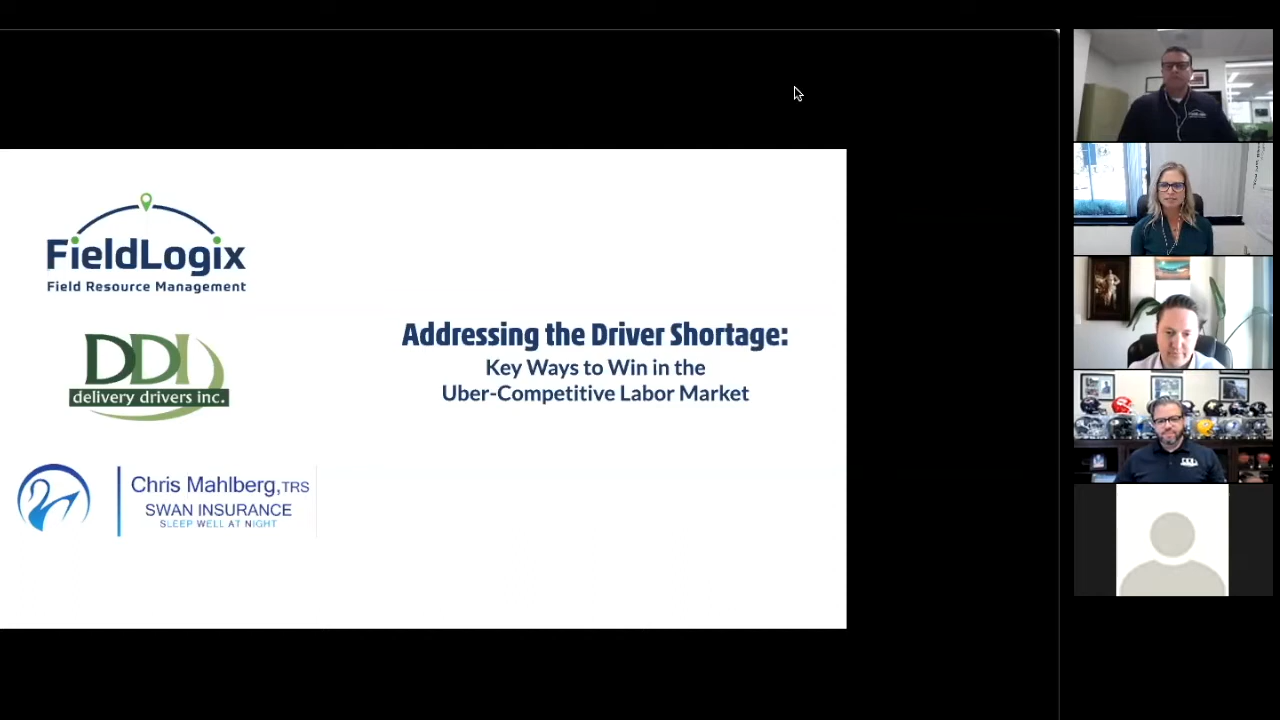 FieldLogix
Field Resource Management
DDI
delivery drivers inc.
Chris Mahlberg,TRS
SWAN INSURANCE
SLEEP WELL AT NIGHT
Addressing the Driver Shortage:
Key Ways to Win in the
Uber-Competitive Labor Market